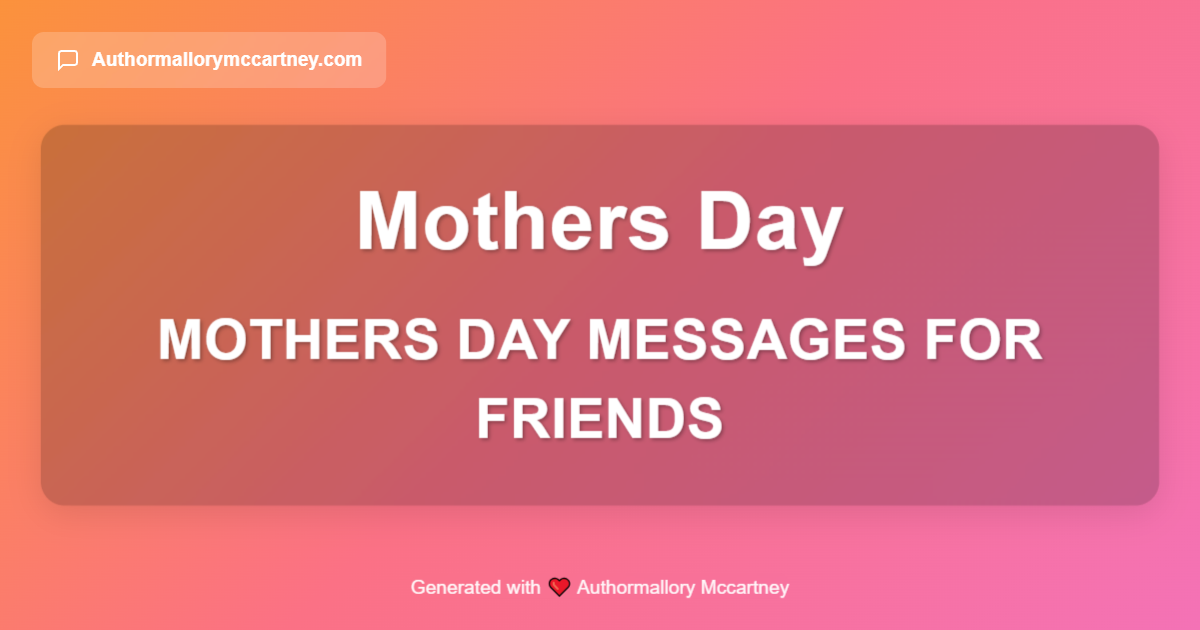 Authormallorymccartney.com
Mothers Day
MOTHERS DAY MESSAGES FOR
FRIENDS
Generated with ❤️ Authormallory Mccartney